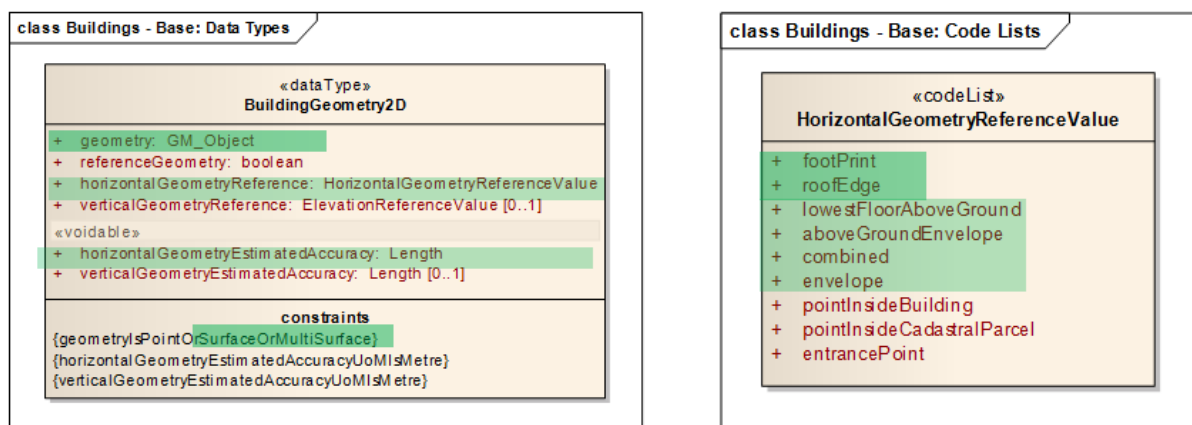 class Buildings - Base: Data Types
«dataType»
BuildingGeometry2D
+ geometry: GM_Object
+ referenceGeometry: boolean
+ horizontalGeometryReference: HorizontalGeometryReferenceValue
+ verticalGeometryReference: ElevationReferenceValue [0..1]
«voidable»
+ horizontalGeometryEstimatedAccuracy: Length
+ verticalGeometryEstimatedAccuracy: Length [0..1]
constraints
{geometryIsPointOrSurfaceOrMultiSurface}
{horizontalGeometryEstimatedAccuracyUoMIsMetre}
{verticalGeometryEstimatedAccuracyUoMIsMetre}
class Buildings - Base: Code Lists
«codeList»
HorizontalGeometryReferenceValue
+ footPrint
+ roofEdge
+ lowestFloorAboveGround
+ aboveGroundEnvelope
+ combined
+ envelope
+ pointInsideBuilding
+ pointInsideCadastralParcel
+ entrancePoint